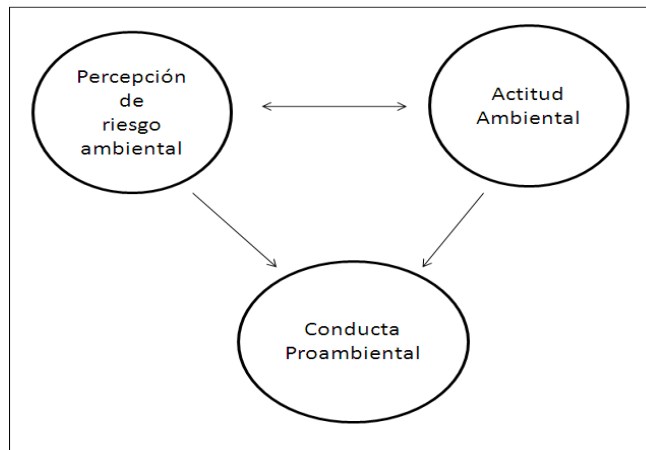 Percepción
de
riesgo
ambiental
Actitud
Ambiental
Conducta
Proambiental